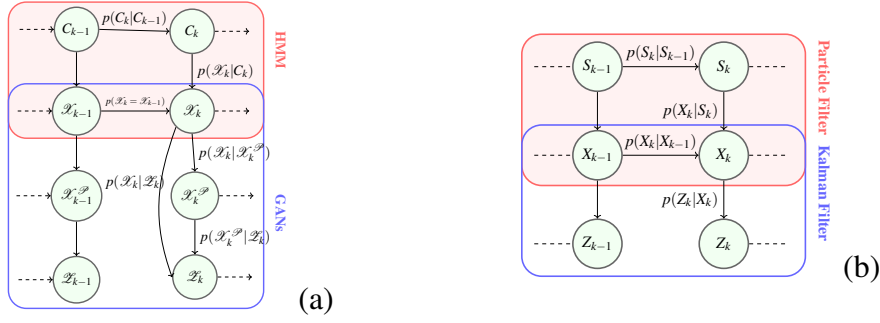 p(C_{k-1}|C_{k-1})
C_{k-1}
C_k
HMM
p(𝒳_k|C_k)
p(𝒳_k = 𝒳_{k-1})
𝒳_{k-1}
𝒳_k
p(𝒳_k|𝒳_k^𝒫)
p(𝒳_k|𝒵_k)
𝒳_{k-1}^𝒫
𝒳_k^𝒫
GANs
p(𝒳_k^𝒫|𝒵_k)
𝒵_{k-1}
𝒵_k
(a)
p(S_k|S_{k-1})
S_{k-1}
S_k
Particle Filter
p(X_k|S_k)
p(X_k|X_{k-1})
X_{k-1}
X_k
Kalman Filter
p(Z_k|X_k)
Z_{k-1}
Z_k
(b)